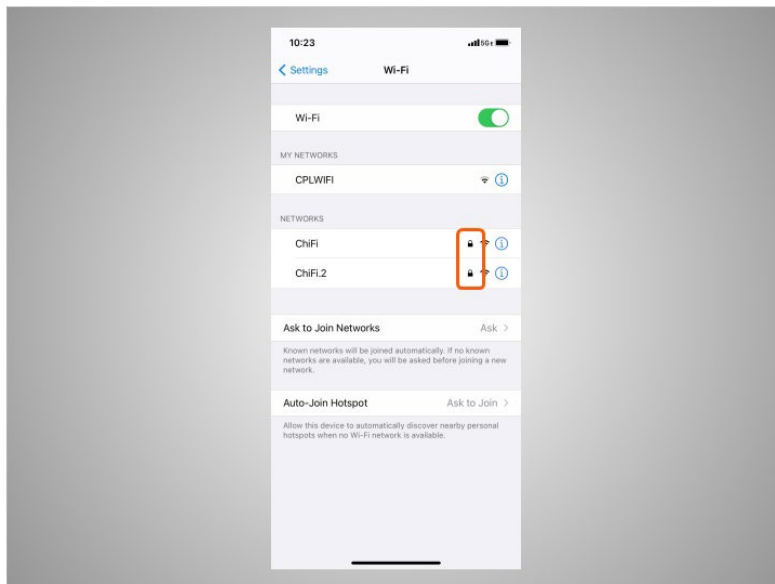 10:23 5G E
Settings Wi-Fi
Wi-Fi
MY NETWORKS
CPLWIFI
NETWORKS
ChiFi
ChiFi.2
Ask to Join Networks Ask
Known networks will be joined automatically. If no known
networks are available, you will be asked before joining a new
network.
Auto-Join Hotspot Ask to Join
Allow this device to automatically discover nearby personal
hotspots when no Wi-Fi network is available.